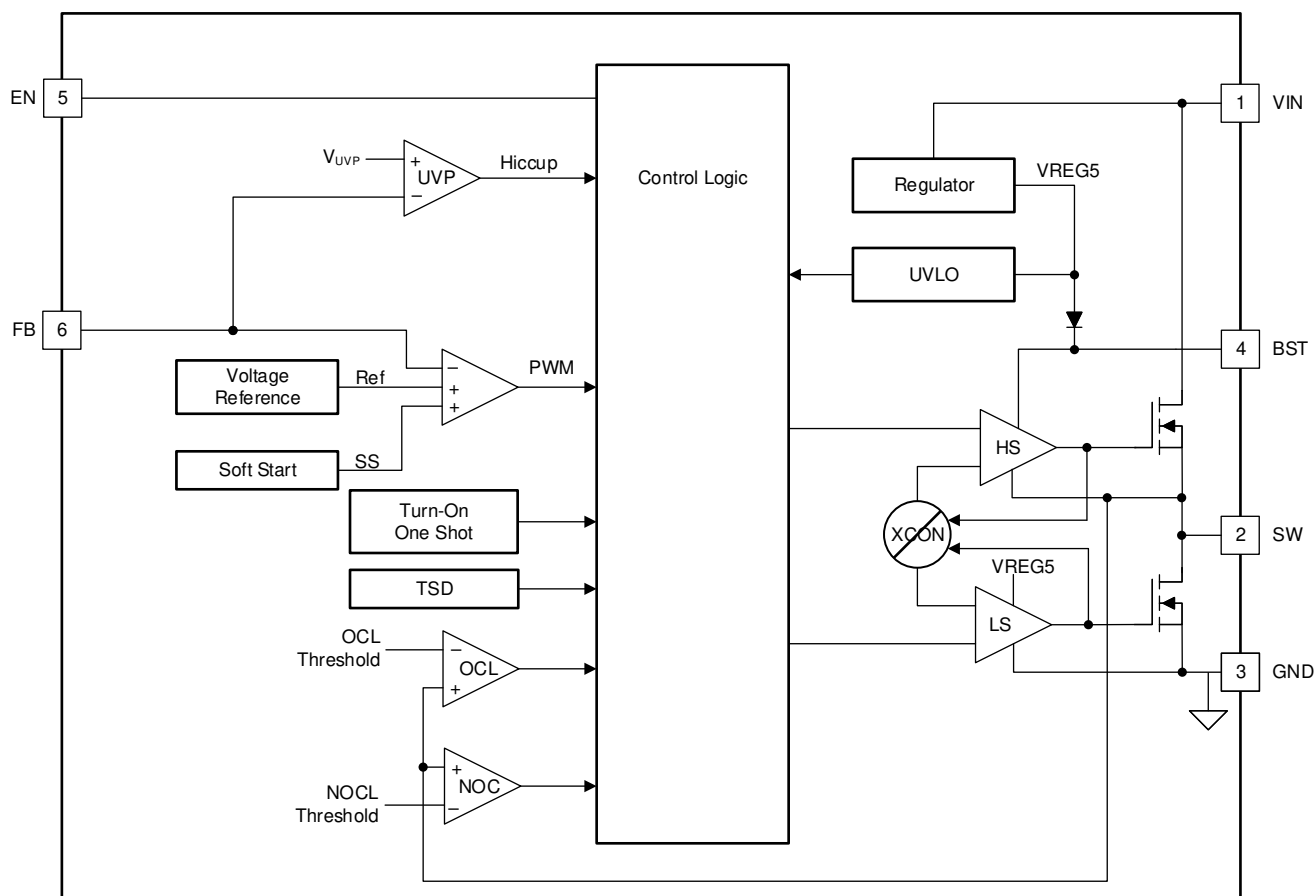 EN
5
1
VIN
V_UVP
+
UVP
−
Hiccup
Control Logic
Regulator
VREG5
UVLO
FB
6
4
BST
Voltage
Reference
Ref
−
+
+
PWM
Soft Start
SS
HS
Turn-On
One Shot
XCON
2
SW
TSD
VREG5
LS
OCL
Threshold
−
OCL
+
3
GND
NOCL
Threshold
+
NOC
−